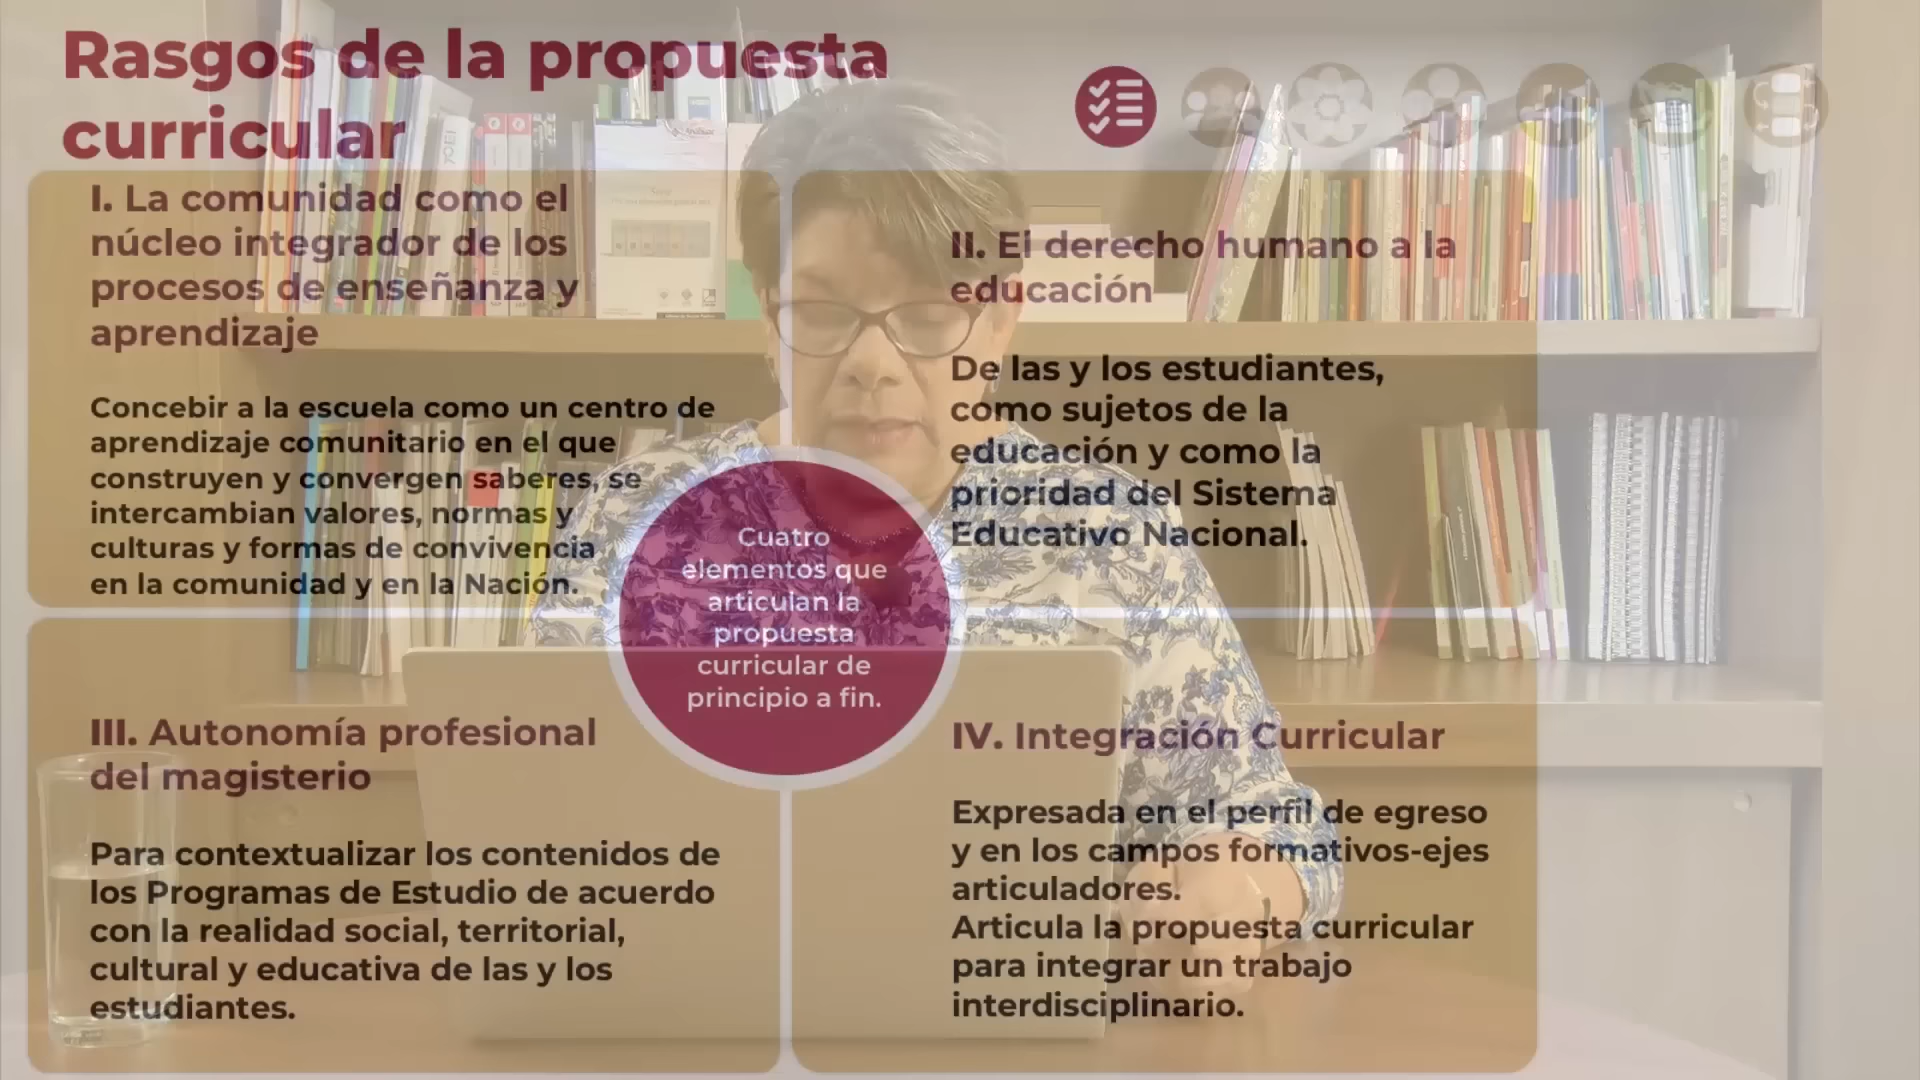 Rasgos de la propuesta
curricular
I. La comunidad como el
núcleo integrador de los
procesos de enseñanza y
aprendizaje
Concebir a la escuela como un centro de
aprendizaje comunitario en el que
construyen y convergen saberes, se
intercambian valores, normas y
culturas y formas de convivencia
en la comunidad y en la Nación.
II. El derecho humano a la
educación
De las y los estudiantes,
como sujetos de la
educación y como la
prioridad del Sistema
Educativo Nacional.
Cuatro
elementos que
articulan la
propuesta
curricular de
principio a fin.
III. Autonomía profesional
del magisterio
Para contextualizar los contenidos de
los Programas de Estudio de acuerdo
con la realidad social, territorial,
cultural y educativa de las y los
estudiantes.
IV. Integración Curricular
Expresada en el perfil de egreso
y en los campos formativos-ejes
articuladores.
Articula la propuesta curricular
para integrar un trabajo
interdisciplinario.